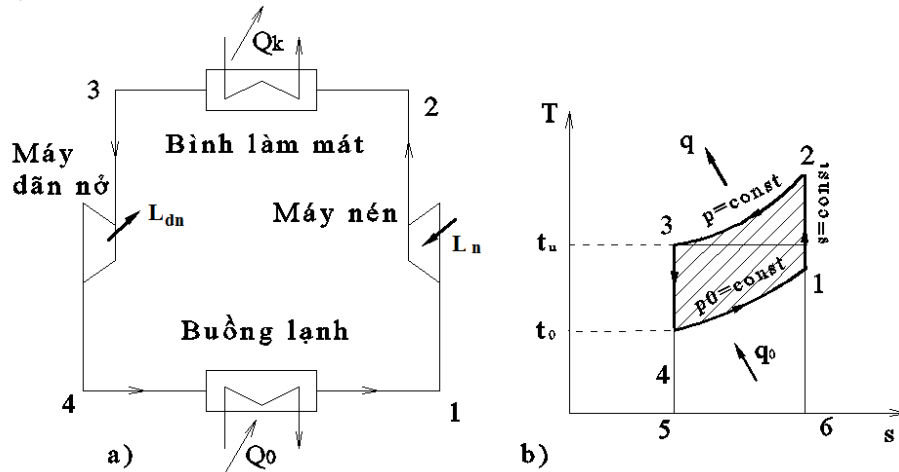 Qk
3
2
Bình làm mát
Máy
dãn nở
Ldn
Máy nén
Ln
Buồng lạnh
4
1
Q0
a)
T
q
2
p=const
s=const
3
tu
p0=const
1
t0
q0
4
5
6
s
b)